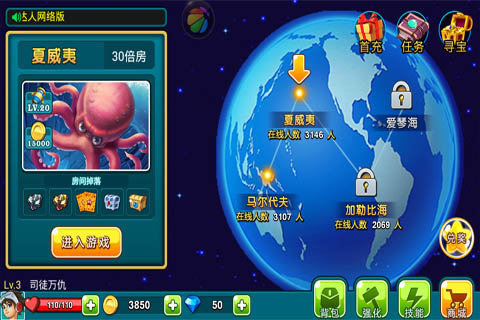 达人网络版
夏威夷 30倍房
LV.20
15000
房间掉落
进入游戏
首充 任务 寻宝
夏威夷
在线人数 3146 人
爱琴海
马尔代夫
在线人数 3107 人
加勒比海
在线人数 2069 人
兑奖
Lv.3 司徒万仇
110/110 3850 50
背包 强化 技能 商城